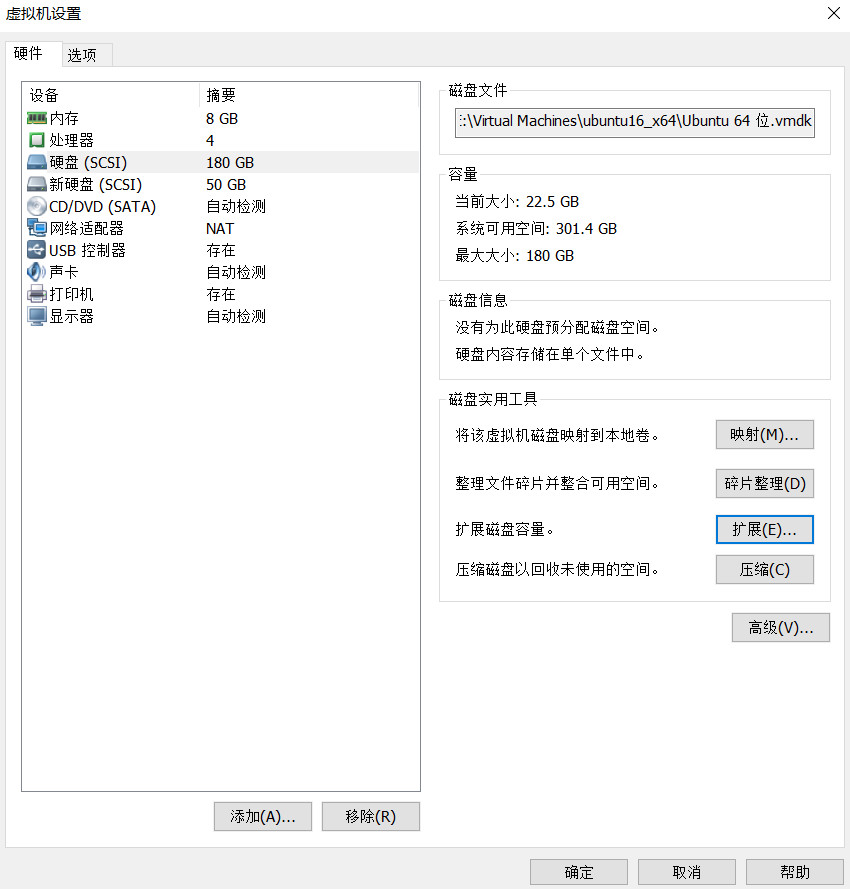 虚拟机设置
硬件 选项
设备 摘要
内存 8 GB
处理器 4
硬盘 (SCSI) 180 GB
新硬盘 (SCSI) 50 GB
CD/DVD (SATA) 自动检测
网络适配器 NAT
USB 控制器 存在
声卡 自动检测
打印机 存在
显示器 自动检测
添加(A)... 移除(R)
磁盘文件
:\Virtual Machines\ubuntu16_x64\Ubuntu 64 位.vmdk
容量
当前大小: 22.5 GB
系统可用空间: 301.4 GB
最大大小: 180 GB
磁盘信息
没有为此硬盘预分配磁盘空间。
硬盘内容存储在单个文件中。
磁盘实用工具
将该虚拟机磁盘映射到本地卷。 映射(M)...
整理文件碎片并整合可用空间。 碎片整理(D)
扩展磁盘容量。 扩展(E)...
压缩磁盘以回收未使用的空间。 压缩(C)
高级(V)...
确定 取消 帮助